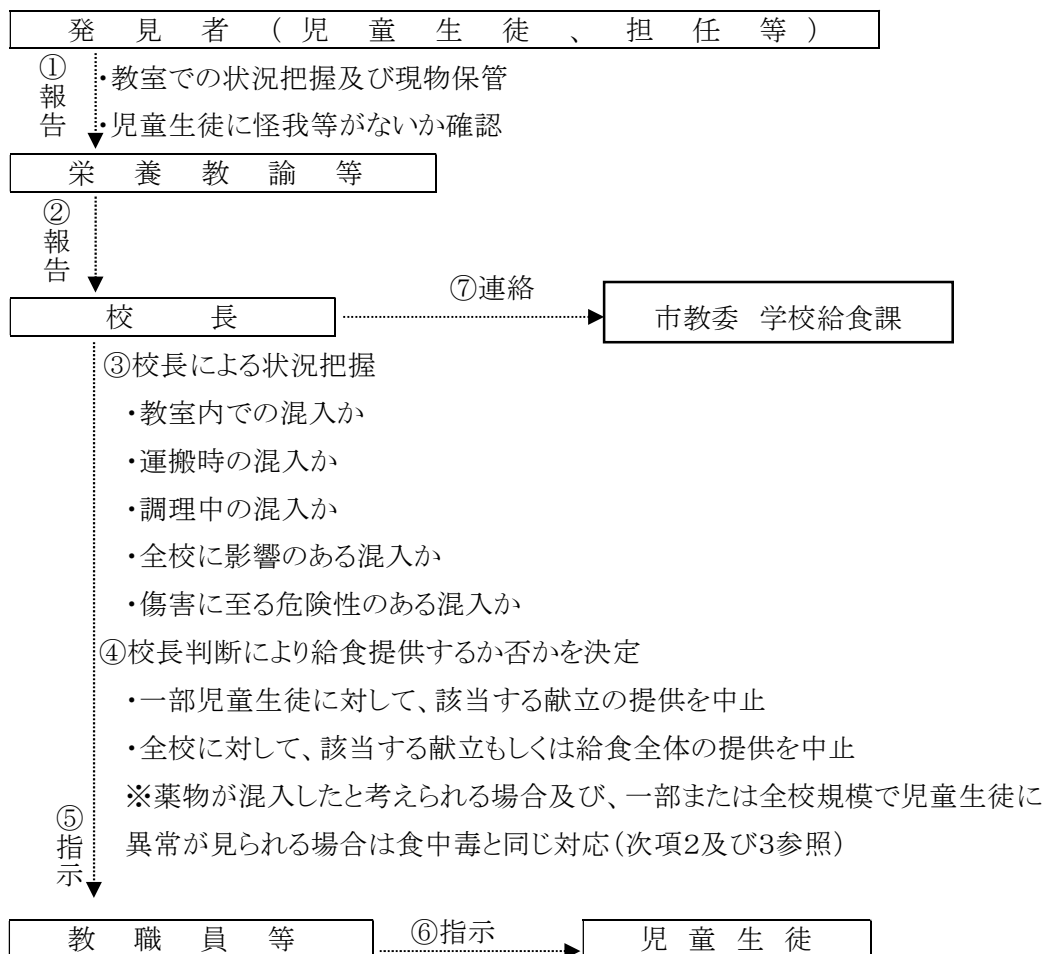 発見者(児童生徒、担任等)
①報告
・教室での状況把握及び現物保管
・児童生徒に怪我等がないか確認
栄養教諭等
②報告
⑦連絡
校長
市教委 学校給食課
③校長による状況把握
・教室内での混入か
・運搬時の混入か
・調理中の混入か
・全校に影響のある混入か
・傷害に至る危険性のある混入か
④校長判断により給食提供するか否かを決定
・一部児童生徒に対して、該当する献立の提供を中止
・全校に対して、該当する献立もしくは給食全体の提供を中止
※薬物が混入したと考えられる場合及び、一部または全校規模で児童生徒に
異常が見られる場合は食中毒と同じ対応(次項2及び3参照)
⑤指示
教職員等
⑥指示
児童生徒